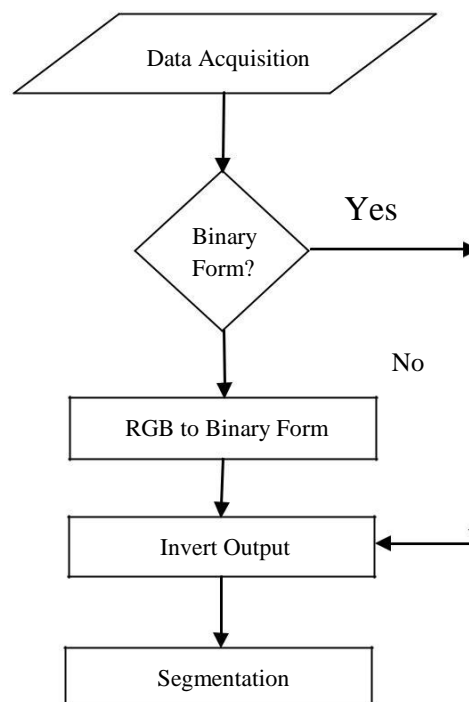 Data Acquisition
Yes
Binary
Form?
No
RGB to Binary Form
Invert Output
Segmentation